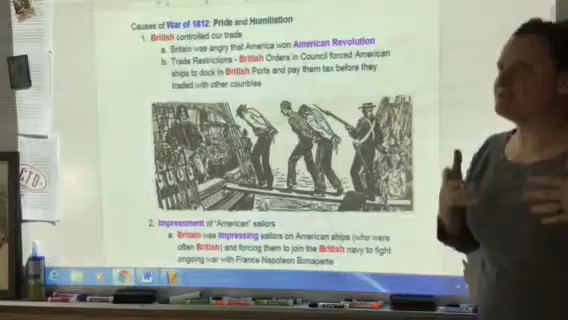 Causes of War of 1812: Pride and Humiliation
1. British controlled our trade
a. Britain was angry that America won American Revolution
b. Trade Restrictions - British Orders in Council forced American
ships to dock in British Ports and pay them tax before they
traded with other countries
2. Impressment of "American" sailors
a. Britain was impressing sailors on American ships (who were
often British) and forcing them to join the British navy to fight
ongoing war with France Napoleon Bonaparte